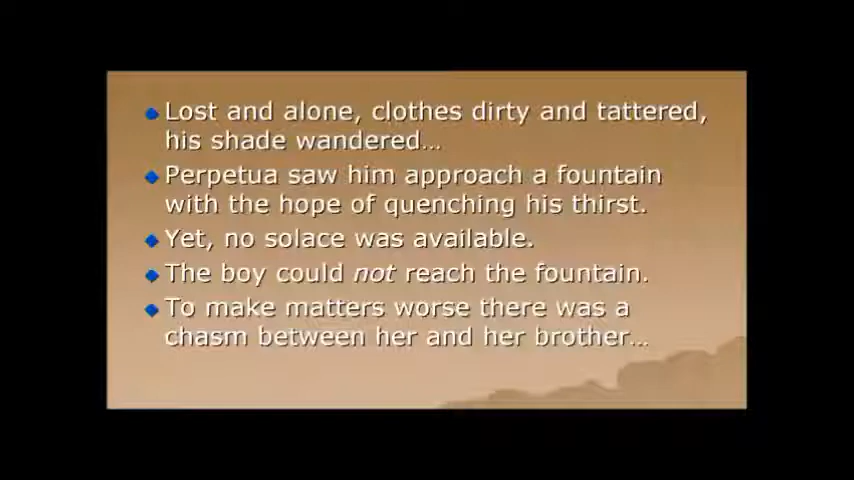 Lost and alone, clothes dirty and tattered,
his shade wandered…
Perpetua saw him approach a fountain
with the hope of quenching his thirst.
Yet, no solace was available.
The boy could not reach the fountain.
To make matters worse there was a
chasm between her and her brother…